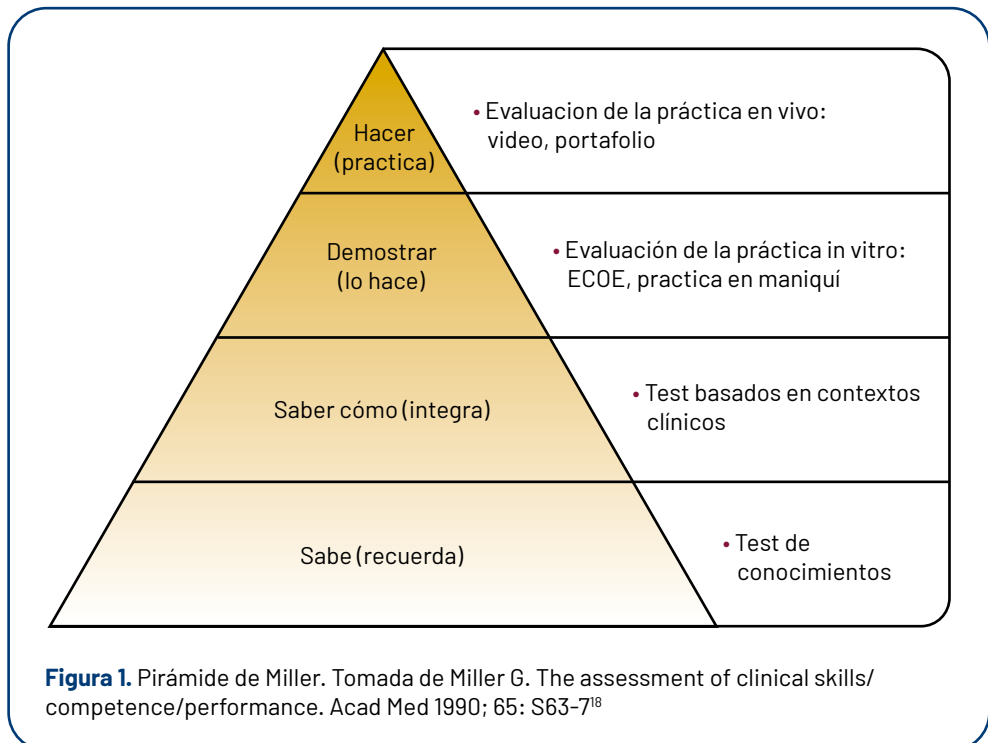 Hacer
(practica)
• Evaluacion de la práctica en vivo:
video, portafolio
Demostrar
(lo hace)
• Evaluación de la práctica in vitro:
ECOE, practica en maniquí
Saber cómo (integra)
• Test basados en contextos
clínicos
Sabe (recuerda)
• Test de
conocimientos
Figura 1. Pirámide de Miller. Tomada de Miller G. The assessment of clinical skills/
competence/performance. Acad Med 1990; 65: S63-7¹⁸